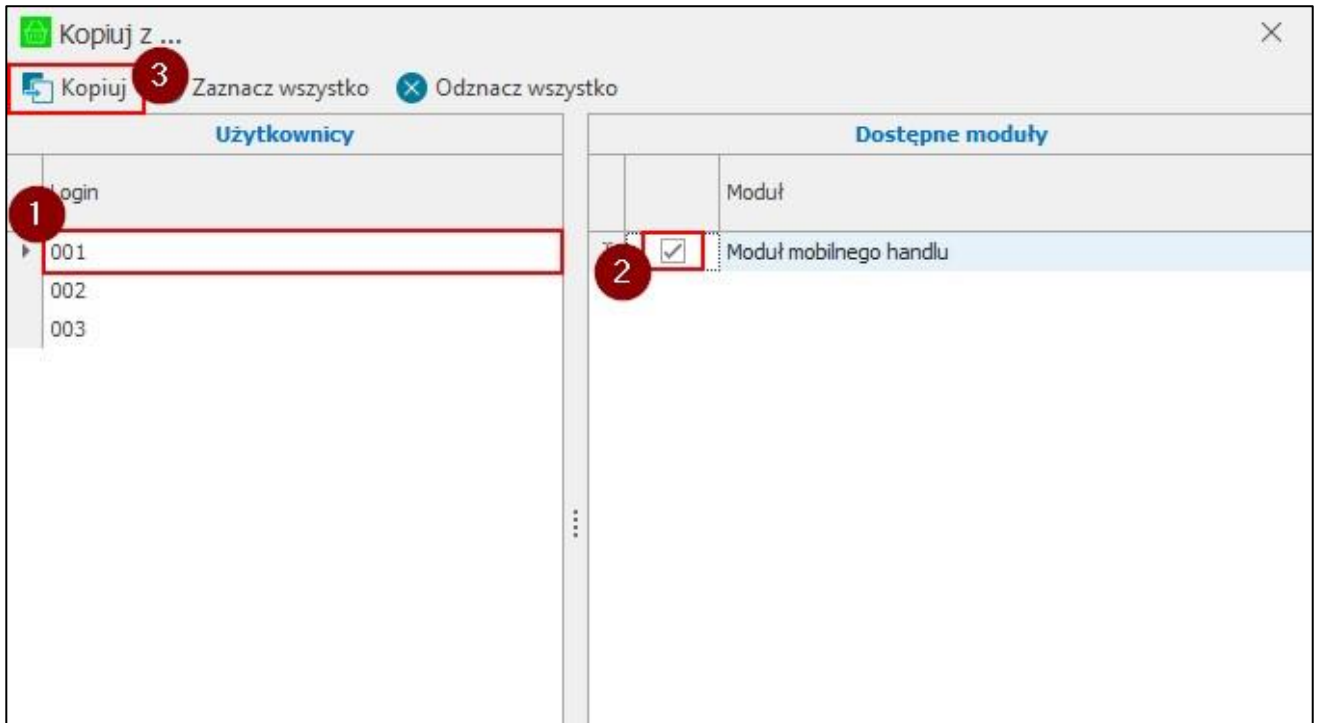 Kopiuj z ...
Kopiuj 3 Zaznacz wszystko Odznacz wszystko
Użytkownicy Dostępne moduły
Login Moduł
1
001 Moduł mobilnego handlu
2
002
003